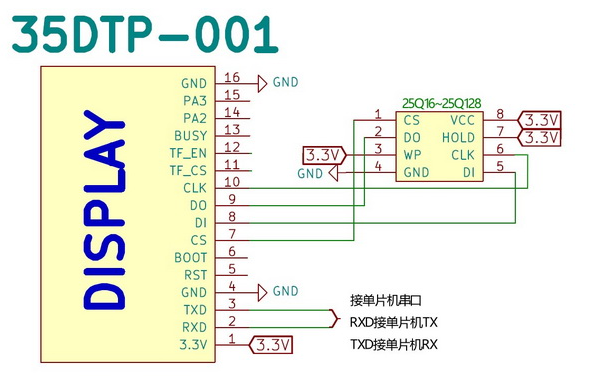 35DTP-001
DISPLAY
GND 16 GND
PA3 15
PA2 14
BUSY 13
TF_EN 12
TF_CS 11
CLK 10
DO 9
DI 8
CS 7
BOOT 6
RST 5
GND 4 GND
TXD 3
RXD 2
3.3V 1 3.3V
25Q16~25Q128
1 CS VCC 8 3.3V
2 DO HOLD 7 3.3V
3.3V 3 WP CLK 6
GND 4 GND DI 5
接单片机串口
RXD接单片机TX
TXD接单片机RX